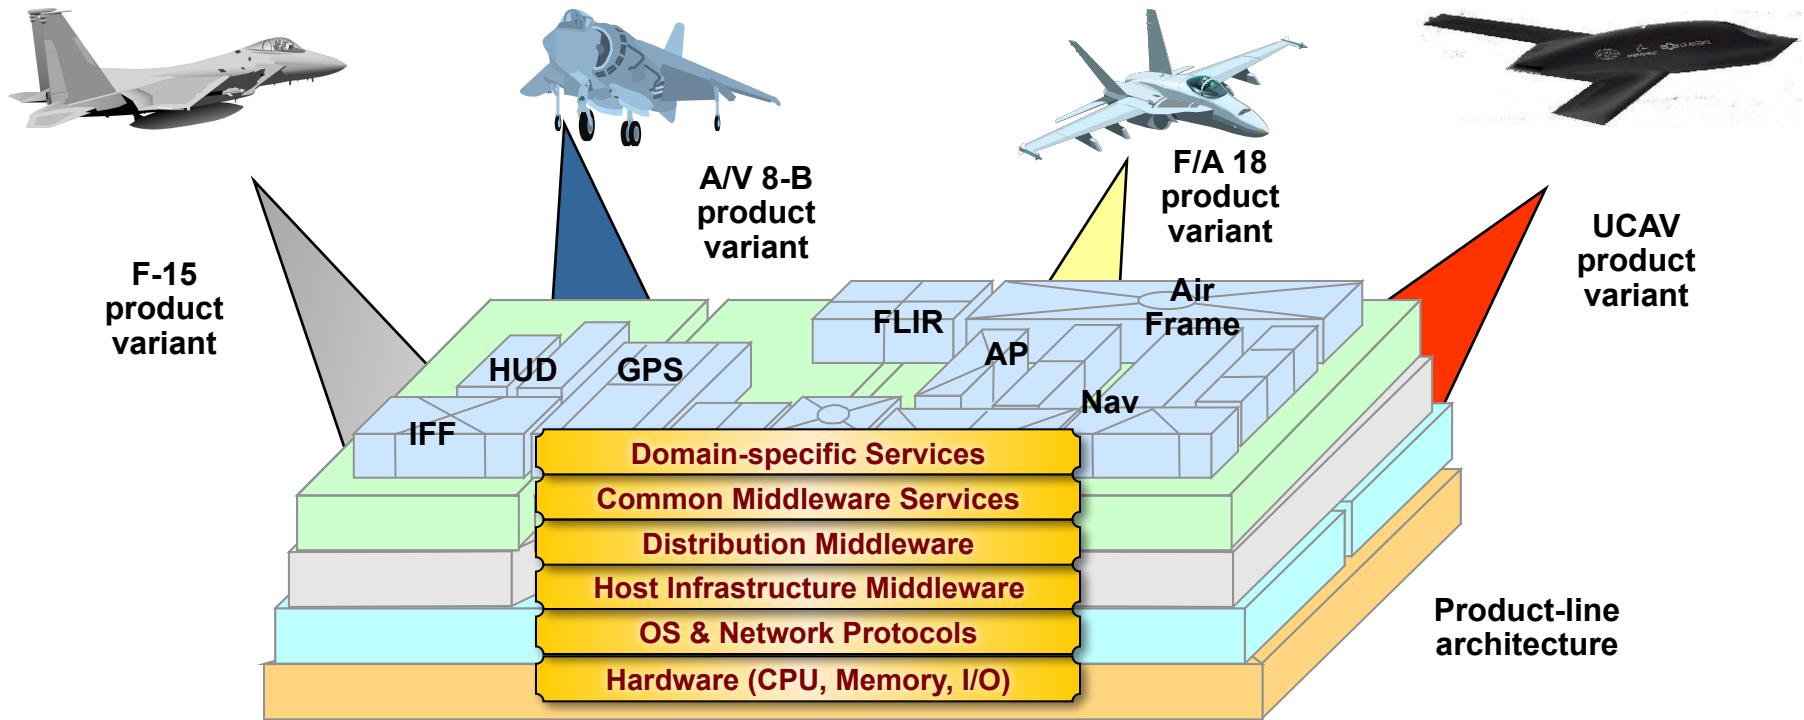 F-15
product
variant
A/V 8-B
product
variant
F/A 18
product
variant
UCAV
product
variant
Air
Frame
FLIR
AP
HUD
GPS
Nav
IFF
Domain-specific Services
Common Middleware Services
Distribution Middleware
Host Infrastructure Middleware
OS & Network Protocols
Hardware (CPU, Memory, I/O)
Product-line
architecture